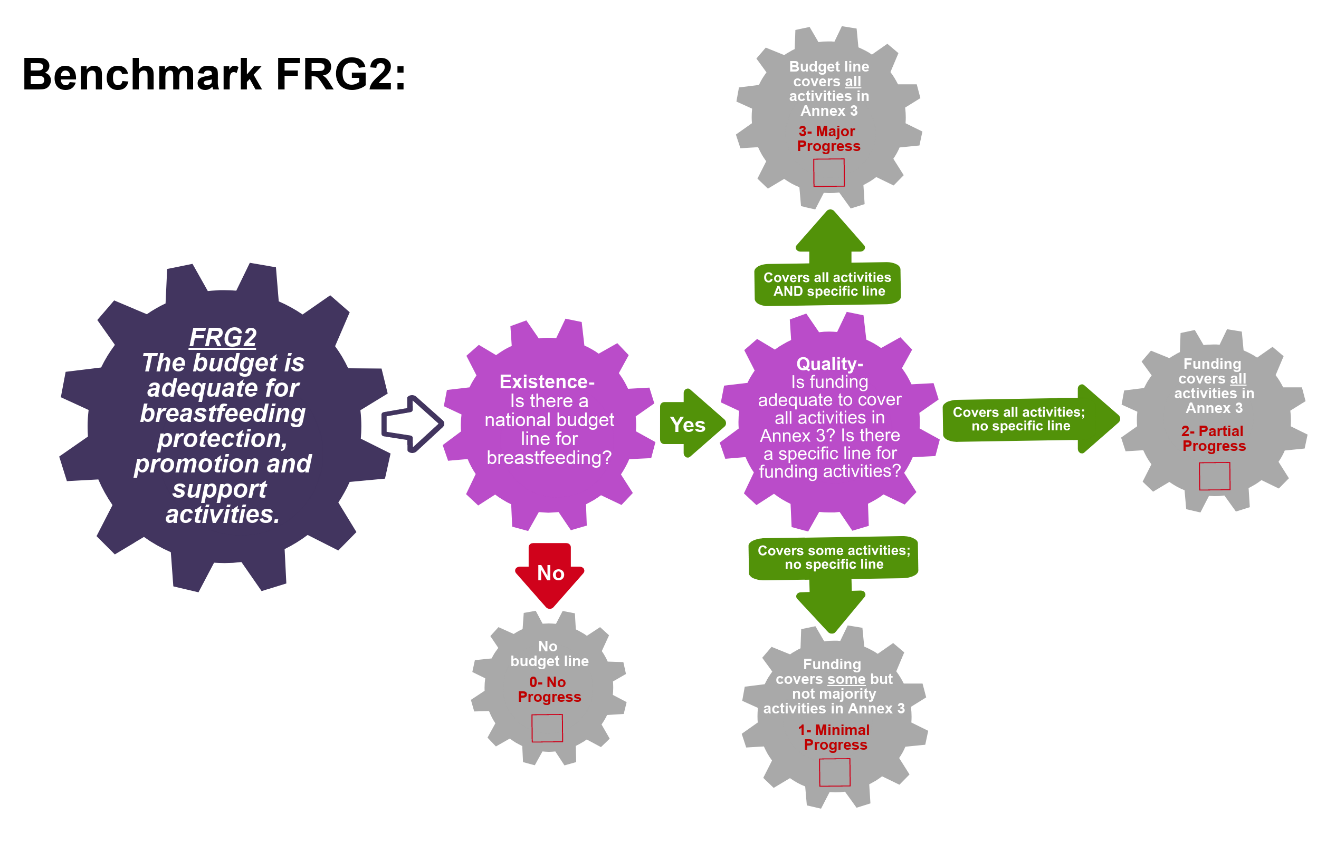 Benchmark FRG2:
FRG2
The budget is
adequate for
breastfeeding
protection,
promotion and
support
activities.
Existence-
Is there a
national budget
line for
breastfeeding?
Yes
No
No
budget line
0- No
Progress
Quality-
Is funding
adequate to cover
all activities in
Annex 3? Is there
a specific line for
funding activities?
Covers all activities
AND specific line
Budget line
covers all
activities in
Annex 3
3- Major
Progress
Covers all activities;
no specific line
Funding
covers all
activities in
Annex 3
2- Partial
Progress
Covers some activities;
no specific line
Funding
covers some but
not majority
activities in Annex 3
1- Minimal
Progress